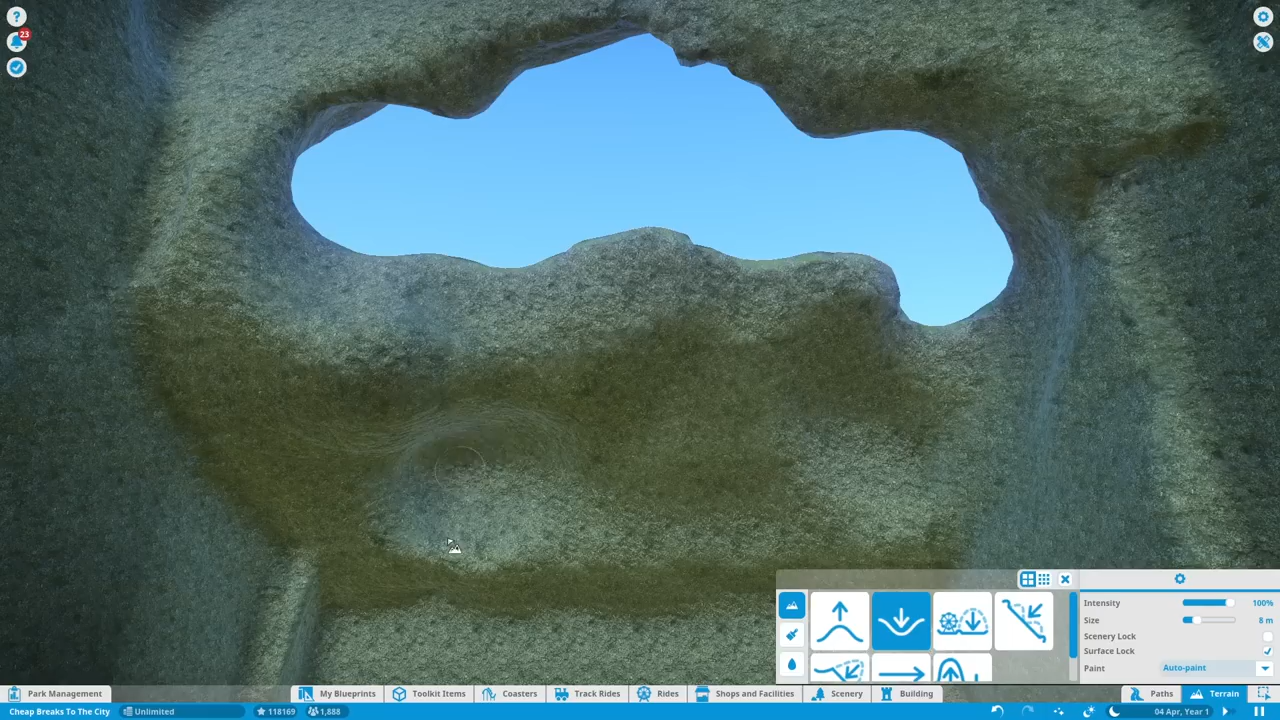 ?
23
Intensity 100%
Size 8 m
Scenery Lock
Surface Lock
Paint Auto-paint
Park Management My Blueprints Toolkit Items Coasters Track Rides Rides Shops and Facilities Scenery Building Paths Terrain
Cheap Breaks To The City Unlimited 118169 1,888 04 Apr, Year 1